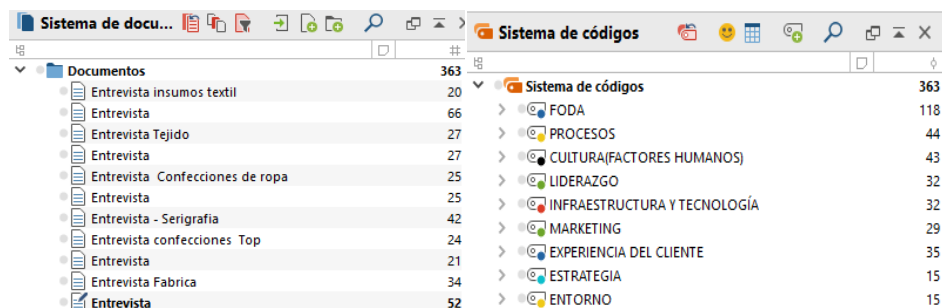 Sistema de docu...
#
Documentos 363
Entrevista insumos textil 20
Entrevista 66
Entrevista Tejido 27
Entrevista 27
Entrevista Confecciones de ropa 25
Entrevista 25
Entrevista - Serigrafia 42
Entrevista confecciones Top 24
Entrevista 21
Entrevista Fabrica 34
Entrevista 52
Sistema de códigos
Sistema de códigos 363
FODA 118
PROCESOS 44
CULTURA(FACTORES HUMANOS) 43
LIDERAZGO 32
INFRAESTRUCTURA Y TECNOLOGÍA 32
MARKETING 29
EXPERIENCIA DEL CLIENTE 35
ESTRATEGIA 15
ENTORNO 15